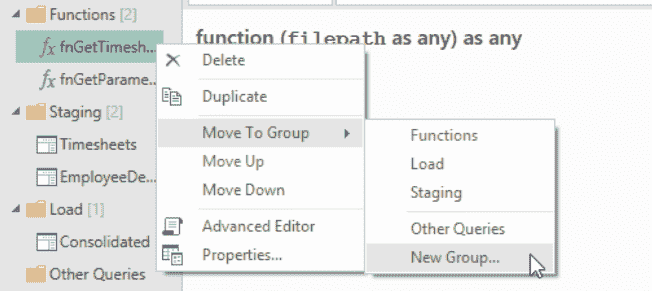 Functions [2]
fnGetTimesh...
fnGetParame...
Staging [2]
Timesheets
EmployeeDe...
Load [1]
Consolidated
Other Queries
function (filepath as any) as any
Delete
Duplicate
Move To Group
Move Up
Move Down
Advanced Editor
Properties...
Functions
Load
Staging
Other Queries
New Group...